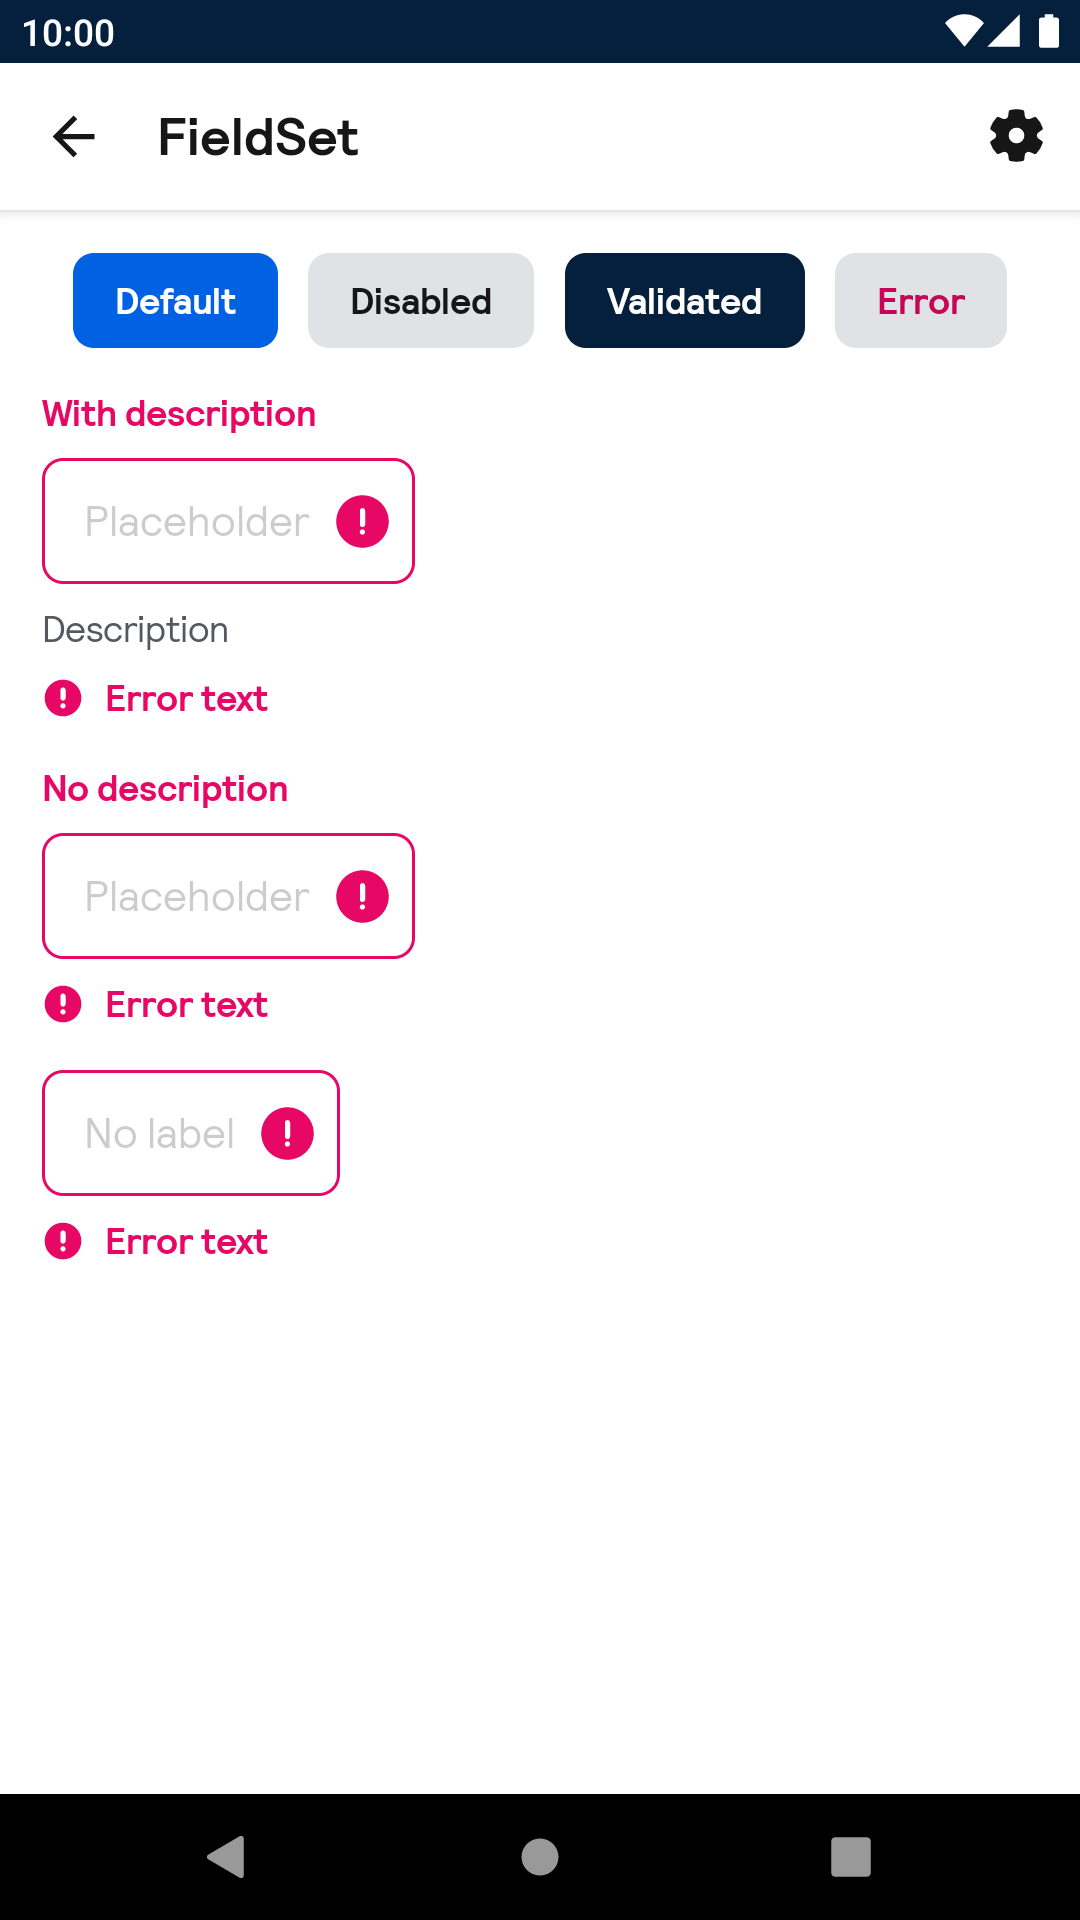 10:00
FieldSet
Default Disabled Validated Error
With description
Placeholder
Description
Error text
No description
Placeholder
Error text
No label
Error text